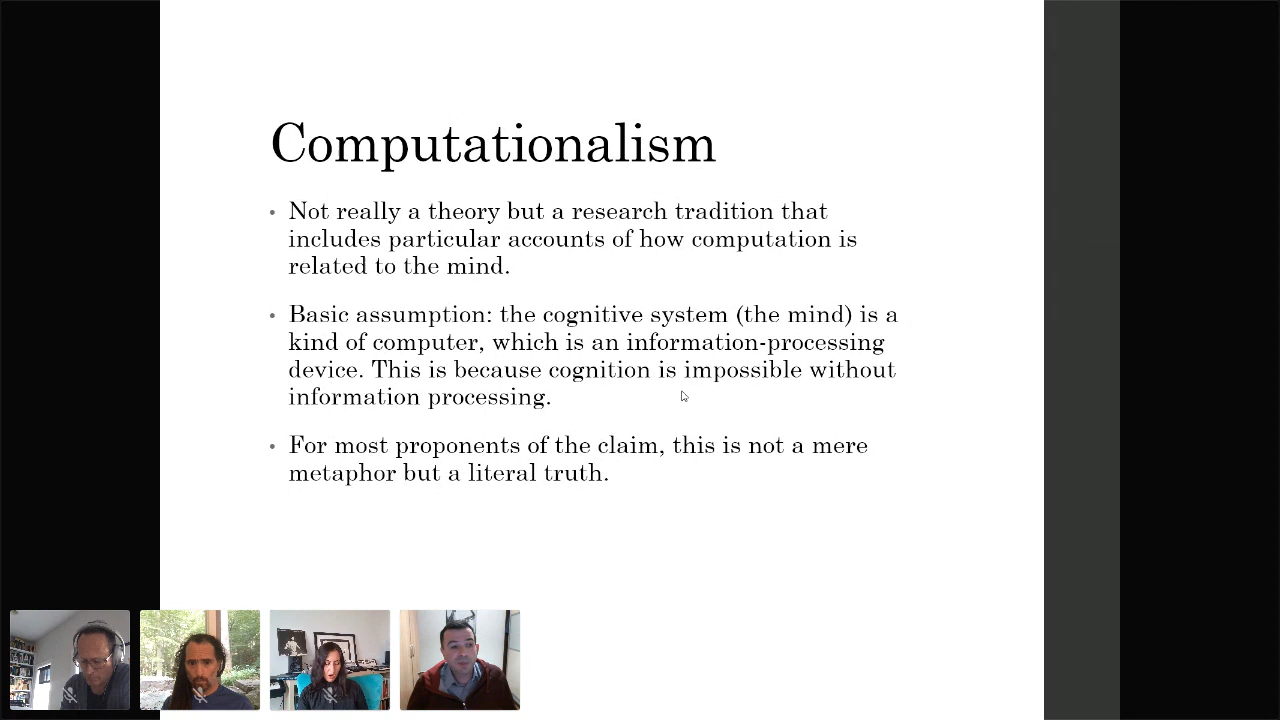 Computationalism
• Not really a theory but a research tradition that
includes particular accounts of how computation is
related to the mind.
• Basic assumption: the cognitive system (the mind) is a
kind of computer, which is an information-processing
device. This is because cognition is impossible without
information processing.
• For most proponents of the claim, this is not a mere
metaphor but a literal truth.